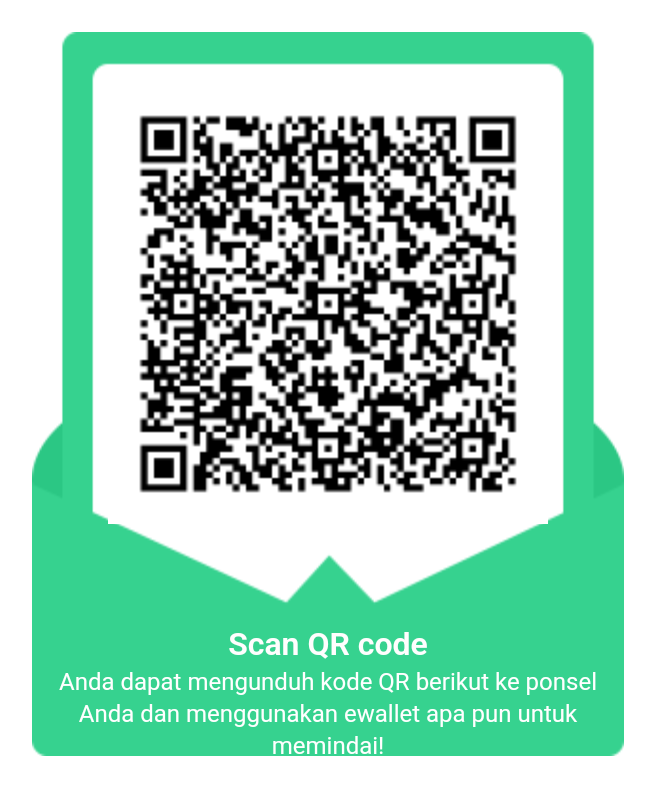 Scan QR code
Anda dapat mengunduh kode QR berikut ke ponsel
Anda dan menggunakan ewallet apa pun untuk
memindai!